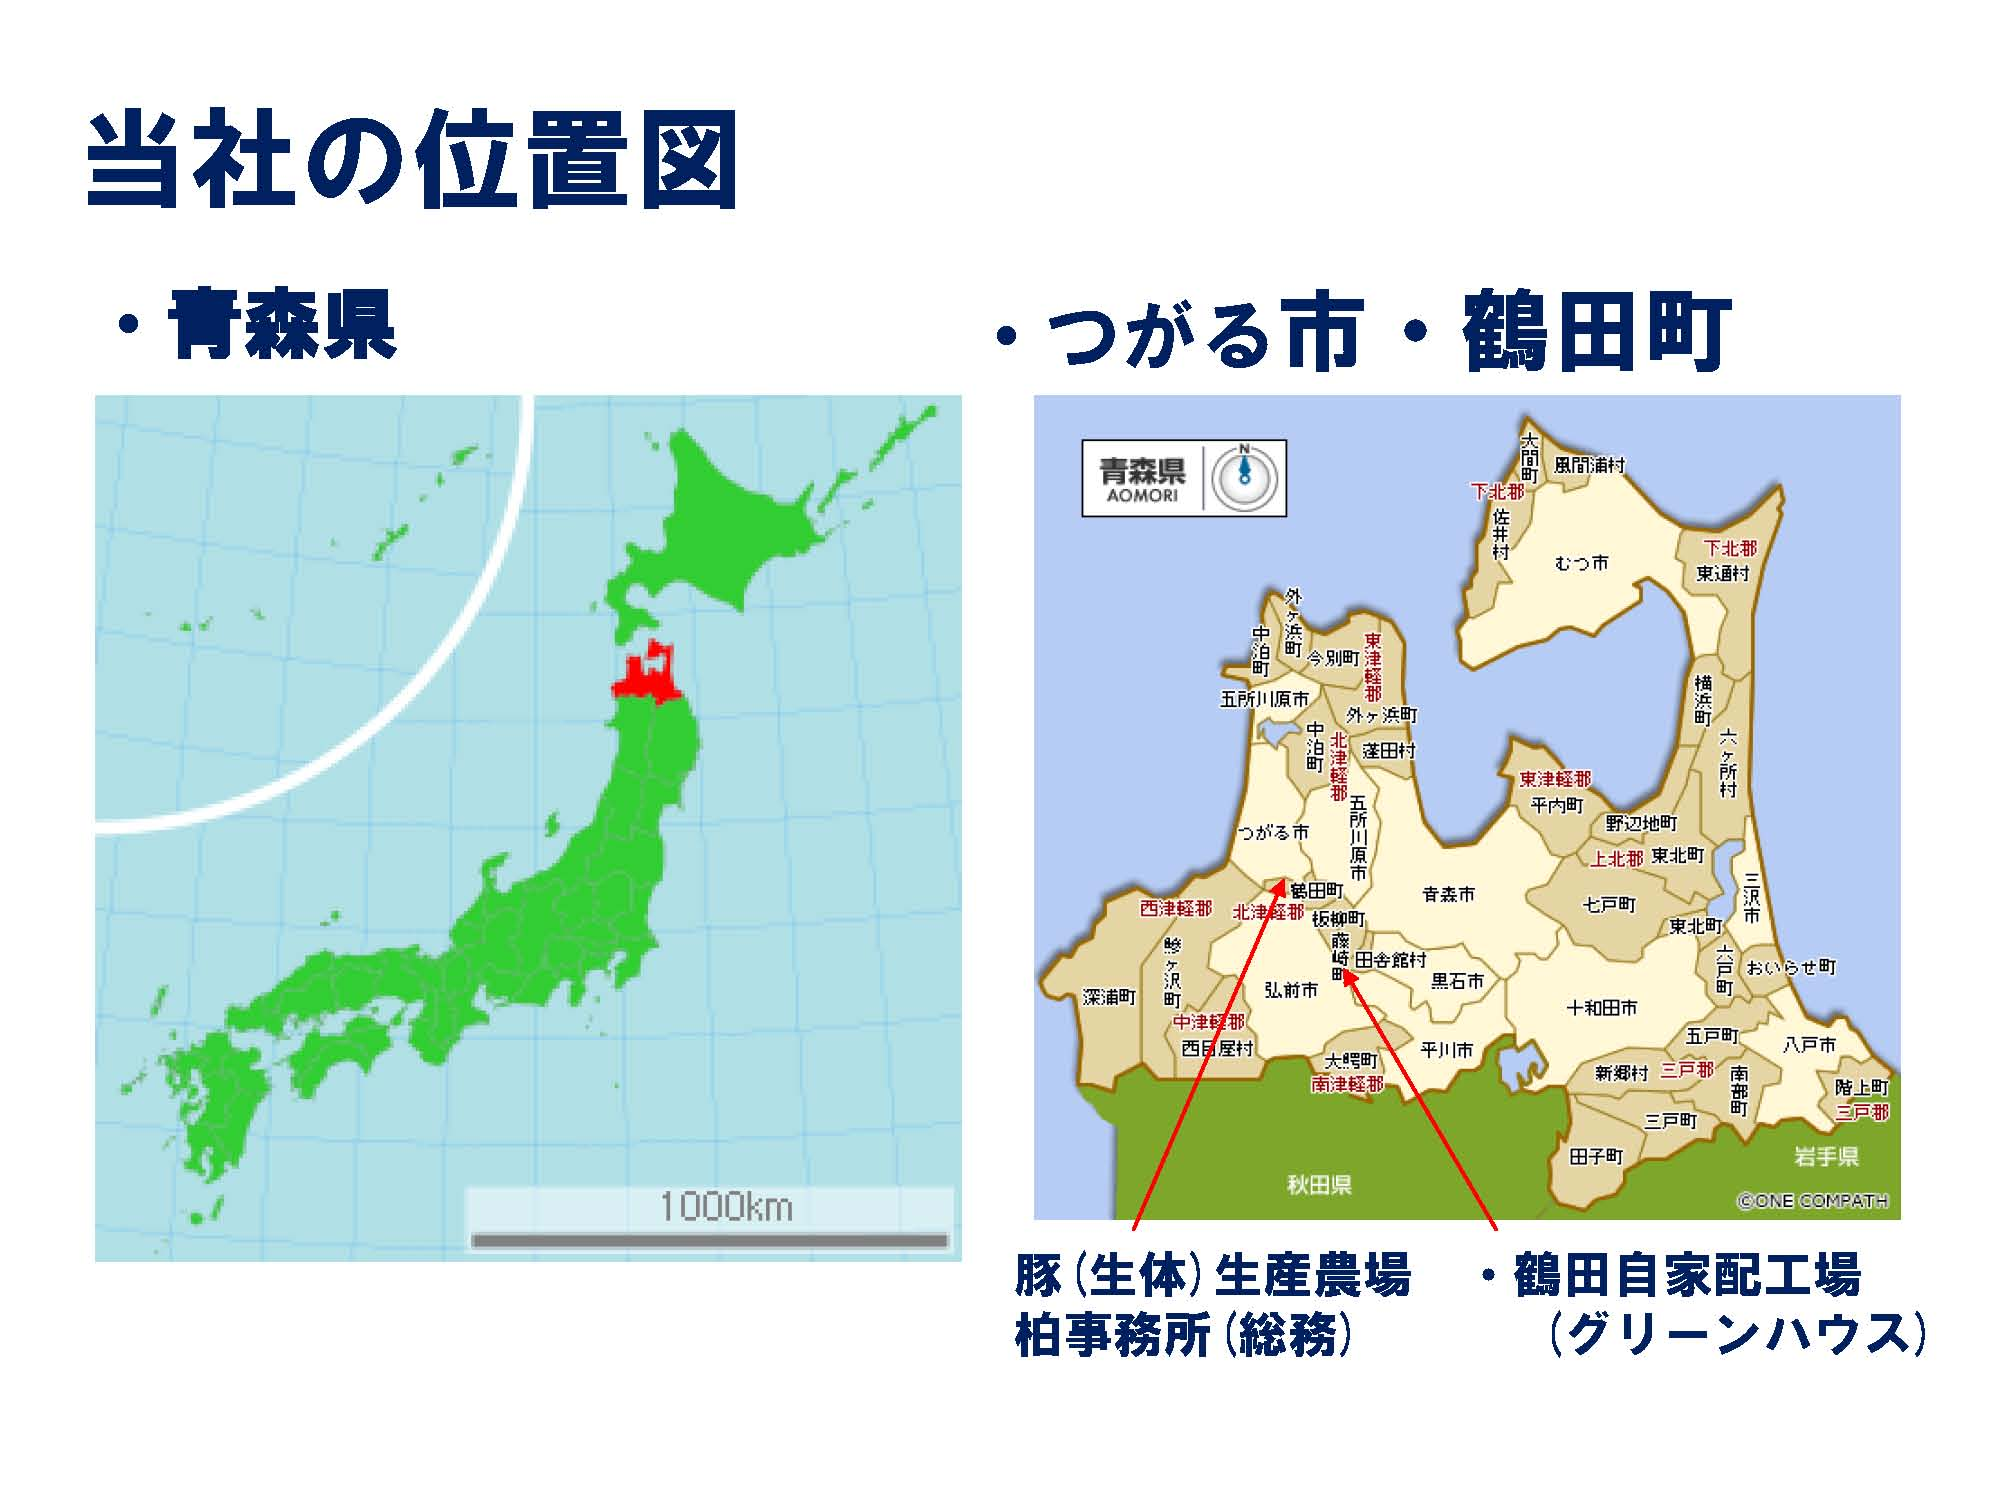 当社の位置図
・青森県
・つがる市・鶴田町
1000km
青森県
AOMORI
N
大間町
風間浦村
下北郡
佐井村
むつ市
下北郡
東通村
外ヶ浜町
中泊町
今別町
東津軽郡
五所川原市
外ヶ浜町
中泊町
北津軽郡
蓬田村
横浜町
六ヶ所村
東津軽郡
平内町
野辺地町
つがる市
五所川原市
上北郡
東北町
鶴田町
青森市
七戸町
三沢市
西津軽郡
北津軽郡
板柳町
東北町
藤崎町
田舎館村
鰺ヶ沢町
六戸町
おいらせ町
深浦町
弘前市
黒石市
十和田市
中津軽郡
西目屋村
大鰐町
平川市
五戸町
八戸市
南津軽郡
新郷村
三戸郡
南部町
階上町
三戸郡
三戸町
田子町
岩手県
秋田県
©ONE COMPATH
豚(生体)生産農場
柏事務所(総務)
・鶴田自家配工場
(グリーンハウス)